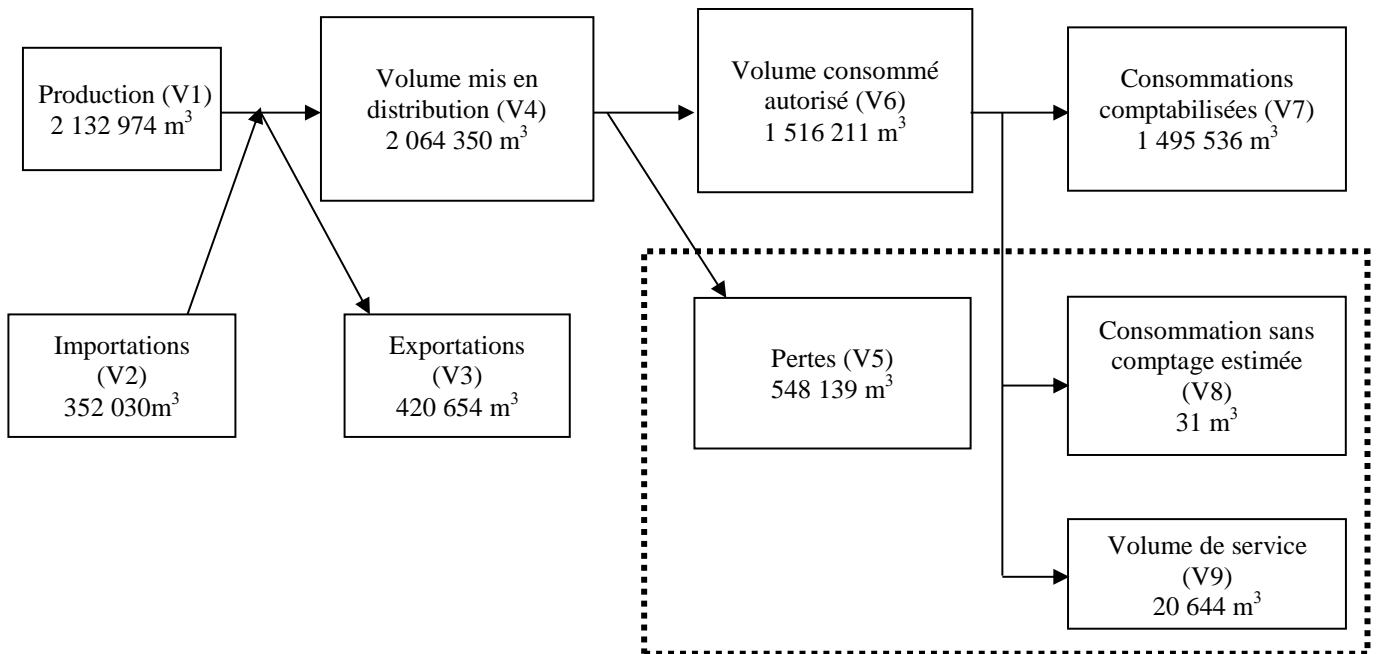 Production (V1)
2 132 974 m³
Volume mis en
distribution (V4)
2 064 350 m³
Volume consommé
autorisé (V6)
1 516 211 m³
Consommations
comptabilisées (V7)
1 495 536 m³
Importations
(V2)
352 030m³
Exportations
(V3)
420 654 m³
Pertes (V5)
548 139 m³
Consommation sans
comptage estimée
(V8)
31 m³
Volume de service
(V9)
20 644 m³